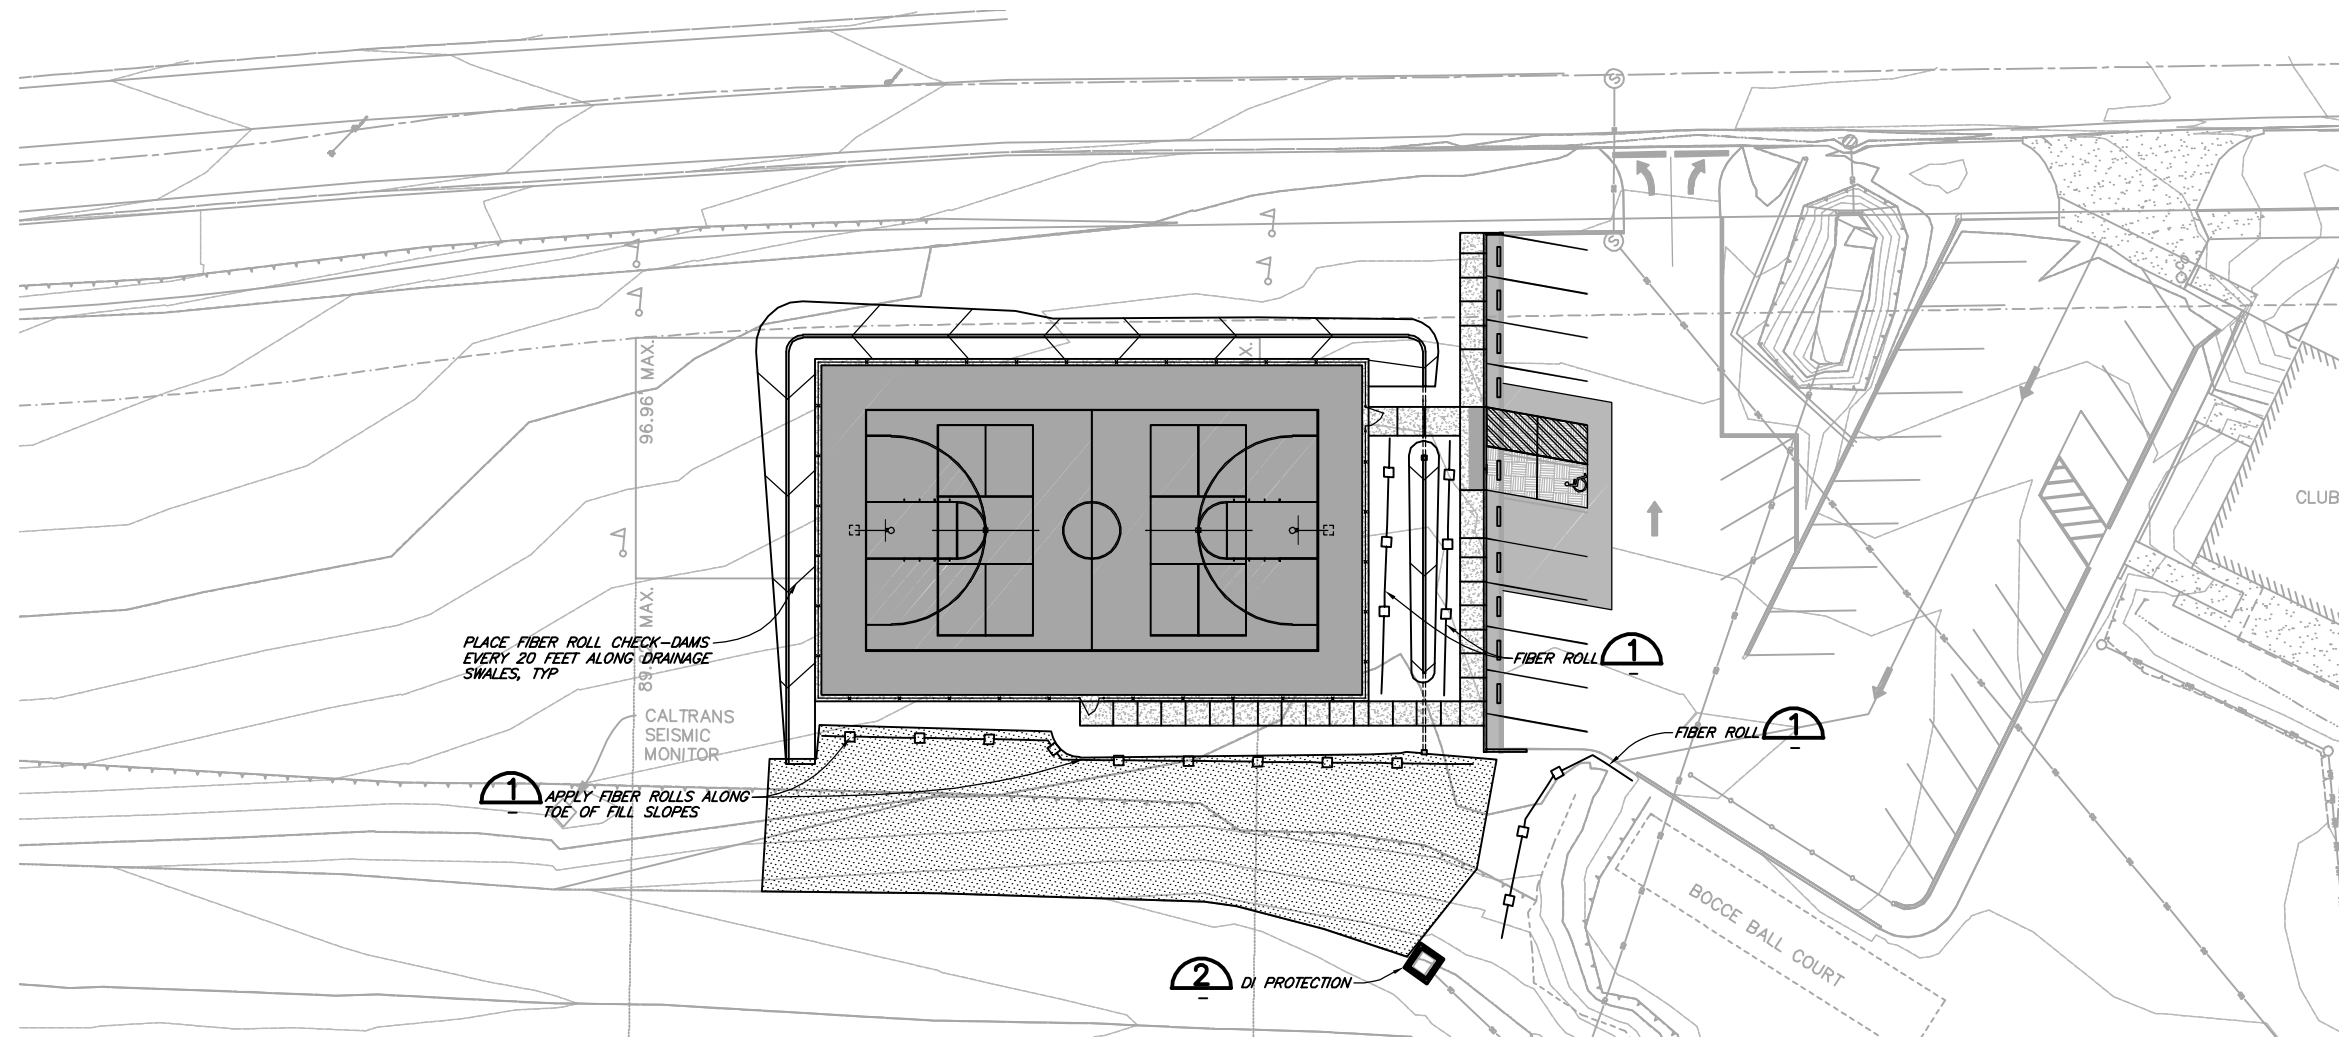 S
S
96.96' MAX.
X.
CLUB
PLACE FIBER ROLL CHECK-DAMS
EVERY 20 FEET ALONG DRAINAGE
SWALES, TYP
MAX.
89.
CALTRANS
SEISMIC
MONITOR
FIBER ROLL
1
-
FIBER ROLL
1
-
1
-
APPLY FIBER ROLLS ALONG
TOE OF FILL SLOPES
BOCCE BALL COURT
2
-
DI PROTECTION